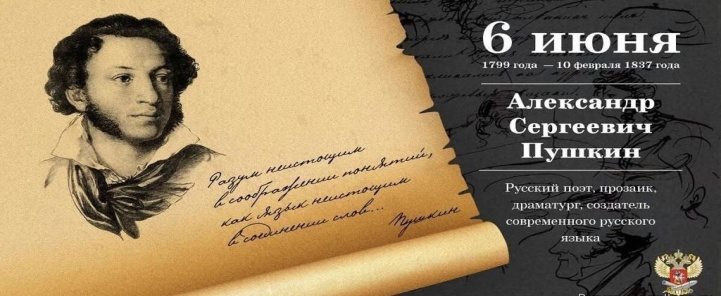 Разум неистощим
в соображении понятий,
как язык неистощим
в соединении слов...
Пушкин
6 июня
1799 года — 10 февраля 1837 года
Александр
Сергеевич
Пушкин
Русский поэт, прозаик,
драматург, создатель
современного русского
языка